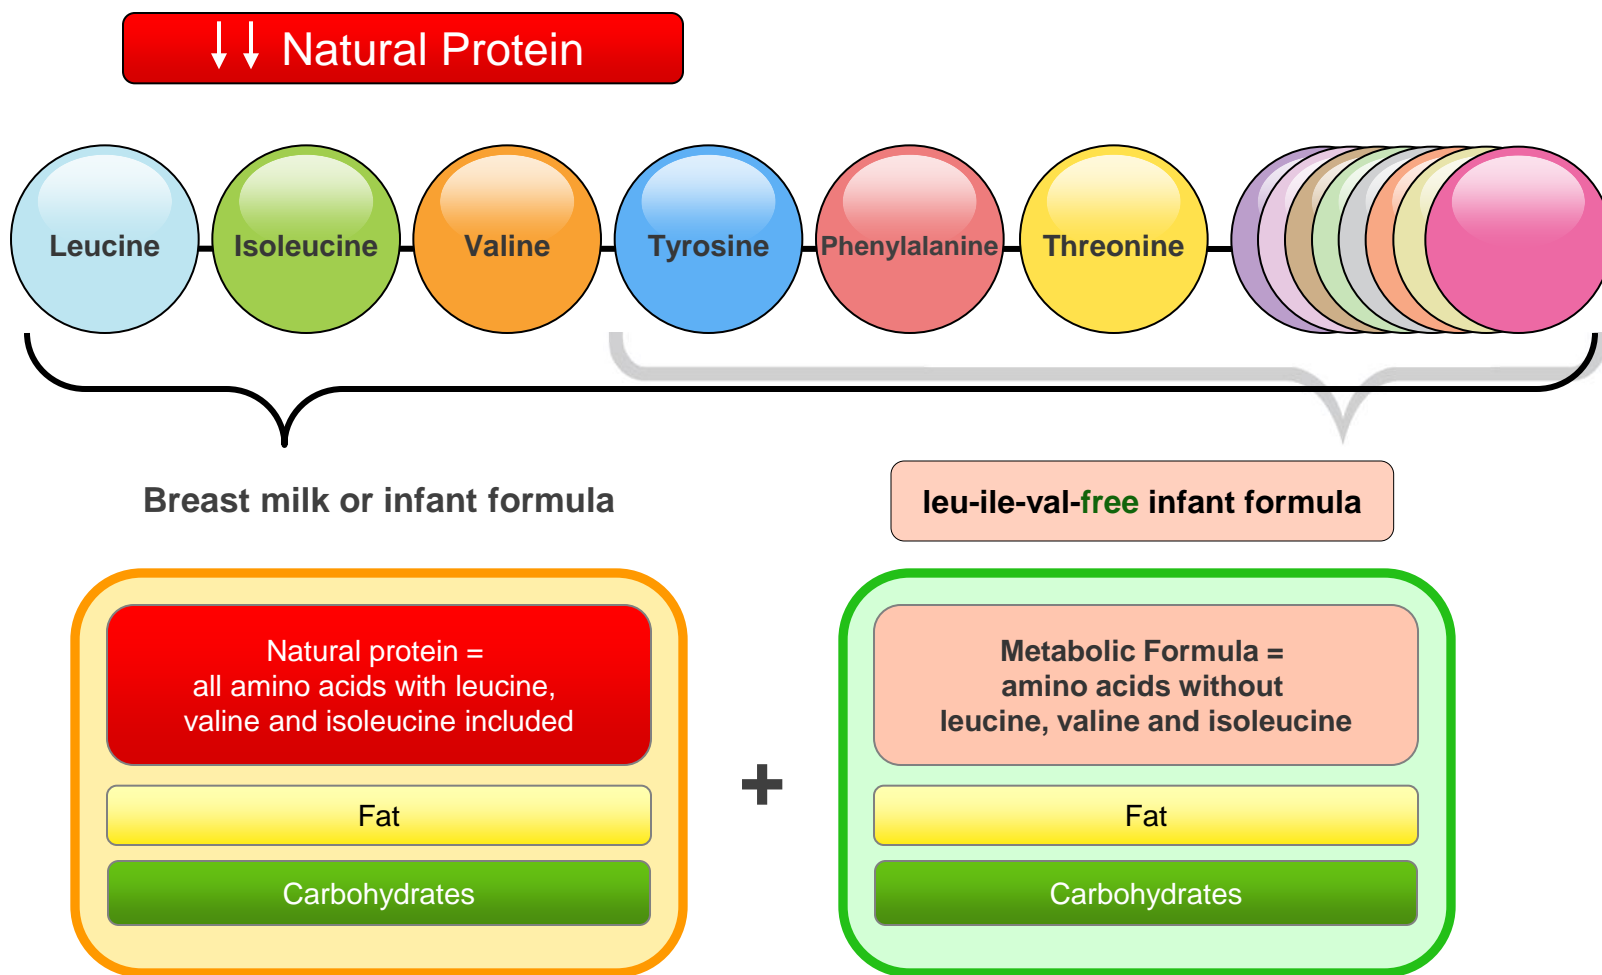 ↓↓ Natural Protein
Leucine
Isoleucine
Valine
Tyrosine
Phenylalanine
Threonine
Breast milk or infant formula
leu-ile-val-free infant formula
Natural protein =
all amino acids with leucine,
valine and isoleucine included
Fat
Carbohydrates
+
Metabolic Formula =
amino acids without
leucine, valine and isoleucine
Fat
Carbohydrates